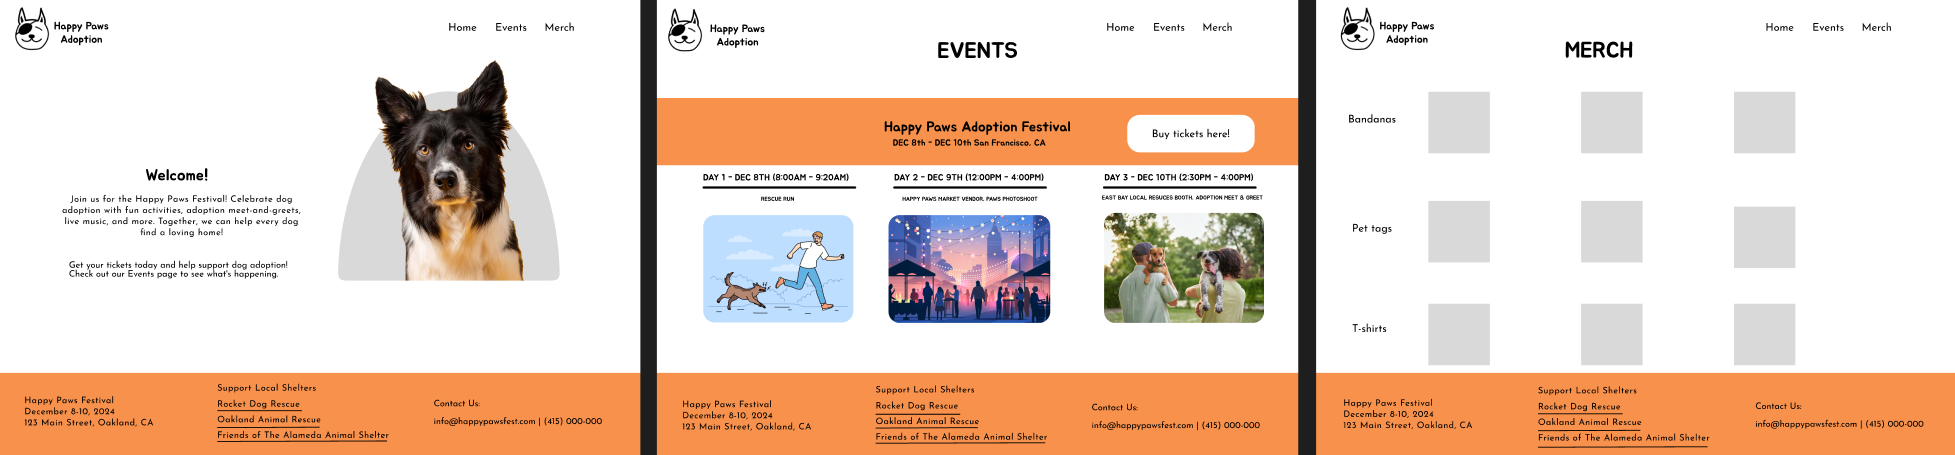 Happy Paws
Adoption
Home Events Merch
Welcome!
Join us for the Happy Paws Festival! Celebrate dog
adoption with fun activities, adoption meet-and-greets,
live music, and more. Together, we can help every dog
find a loving home!
Get your tickets today and help support dog adoption!
Check out our Events page to see what's happening.
Happy Paws Festival
December 8-10, 2024
123 Main Street, Oakland, CA
Support Local Shelters
Rocket Dog Rescue
Oakland Animal Rescue
Friends of The Alameda Animal Shelter
Contact Us:
info@happypawsfest.com | (415) 000-000
Happy Paws
Adoption
Home Events Merch
EVENTS
Happy Paws Adoption Festival
DEC 8th - DEC 10th San Francisco, CA
Buy tickets here!
DAY 1 - DEC 8TH (8:00AM - 9:20AM)
RESCUE RUN
DAY 2 - DEC 9TH (12:00PM - 4:00PM)
HAPPY PAWS MARKET VENDOR, PAWS PHOTOSHOOT
DAY 3 - DEC 10TH (2:30PM - 4:00PM)
EAST BAY LOCAL RESUCES BOOTH, ADOPTION MEET & GREET
Happy Paws Festival
December 8-10, 2024
123 Main Street, Oakland, CA
Support Local Shelters
Rocket Dog Rescue
Oakland Animal Rescue
Friends of The Alameda Animal Shelter
Contact Us:
info@happypawsfest.com | (415) 000-000
Happy Paws
Adoption
Home Events Merch
MERCH
Bandanas
Pet tags
T-shirts
Happy Paws Festival
December 8-10, 2024
123 Main Street, Oakland, CA
Support Local Shelters
Rocket Dog Rescue
Oakland Animal Rescue
Friends of The Alameda Animal Shelter
Contact Us:
info@happypawsfest.com | (415) 000-000